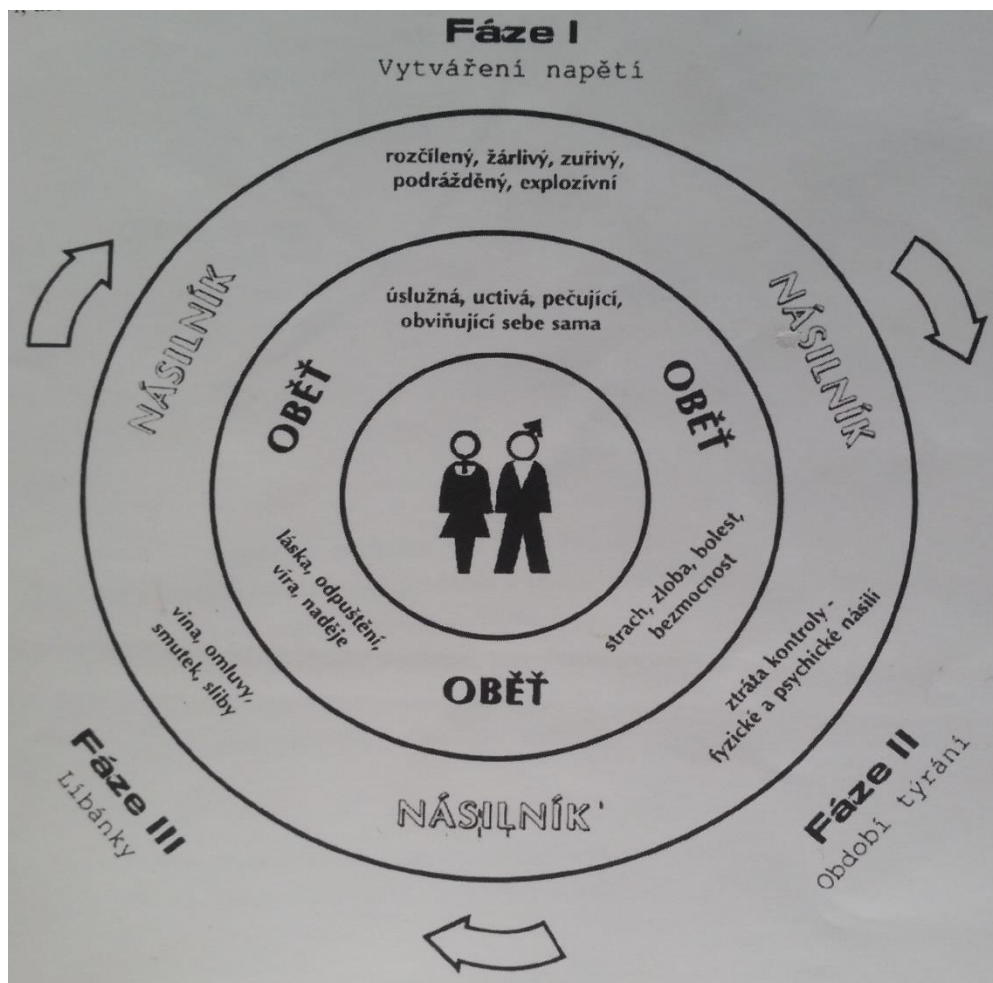 Fáze I
Vytváření napětí
rozčílený, žárlivý, zuřivý,
podrážděný, explozívní
NÁSILNÍK
NÁSILNÍK
úslužná, uctivá, pečující,
obviňující sebe sama
OBĚŤ
OBĚŤ
láska, odpuštění,
víra, naděje
strach, zloba, bolest,
bezmocnost
OBĚŤ
vina, omluvy,
smutek, sliby
ztráta kontroly -
fyzické a psychické násilí
NÁSILNÍK
Fáze III
Líbánky
Fáze II
Období týrání